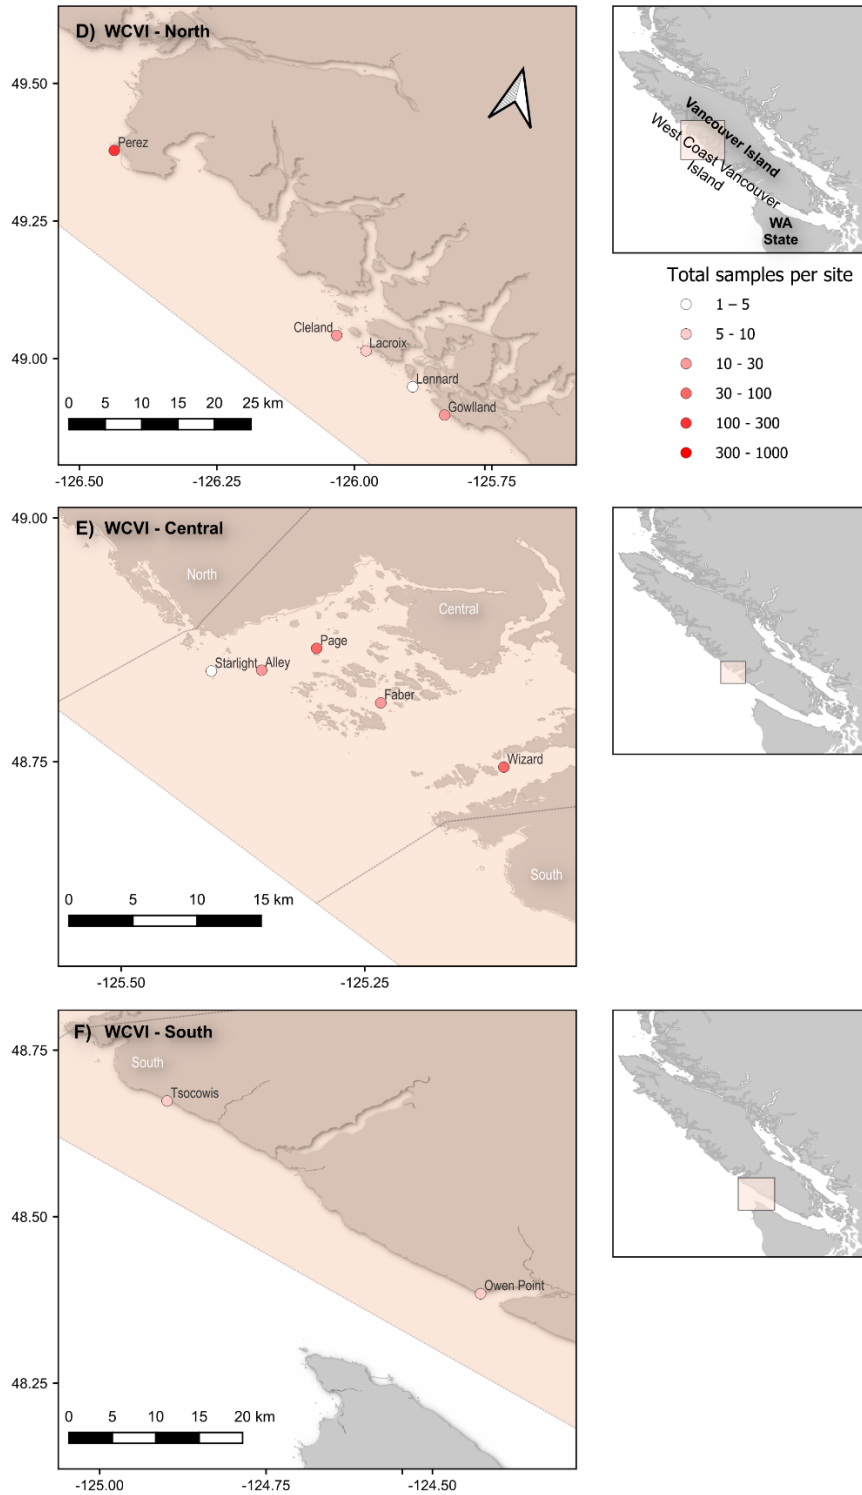 D) WCVI - North
49.50
49.25
49.00
Perez
Cleland
Lacroix
Lennard
Gowlland
0 5 10 15 20 25 km
-126.50 -126.25 -126.00 -125.75
Vancouver Island
West Coast Vancouver
Island
WA
State
Total samples per site
1 – 5
5 - 10
10 - 30
30 - 100
100 - 300
300 - 1000
E) WCVI - Central
49.00
48.75
North
Central
Page
Starlight
Alley
Faber
Wizard
South
0 5 10 15 km
-125.50 -125.25
F) WCVI - South
48.75
48.50
48.25
South
Tsocowis
Owen Point
0 5 10 15 20 km
-125.00 -124.75 -124.50